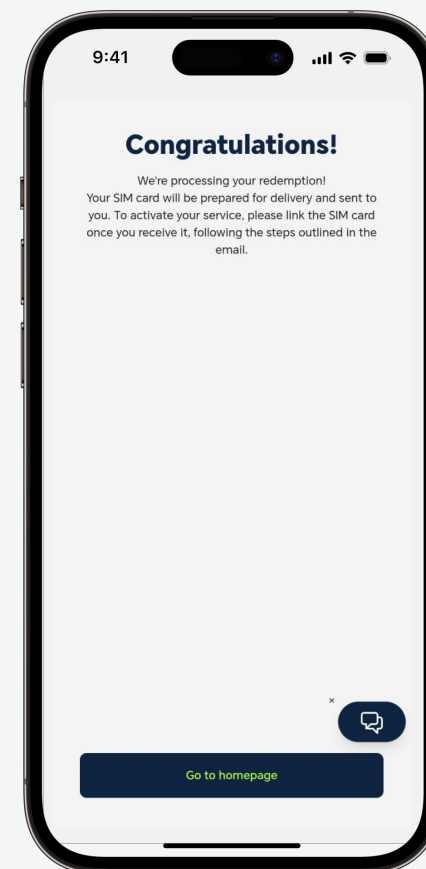 9:41
Congratulations!
We're processing your redemption!
Your SIM card will be prepared for delivery and sent to
you. To activate your service, please link the SIM card
once you receive it, following the steps outlined in the
email.
×
Go to homepage